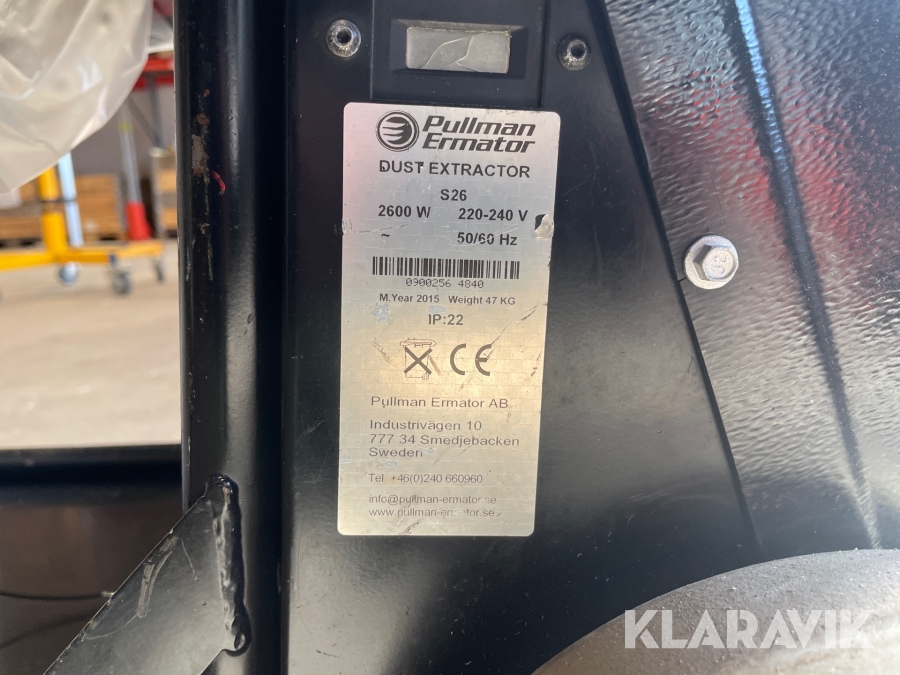 Pullman
Ermator
DUST EXTRACTOR
S26
2600 W 220-240 V
~ 50/60 Hz
0900256 4840
M.Year 2015 Weight 47 KG
IP:22
CE
Pullman Ermator AB
Industrivägen 10
777 34 Smedjebacken
Sweden
Tel +46(0)240 660960
info@pullman-ermator.se
www.pullman-ermator.se
KLARAVIK